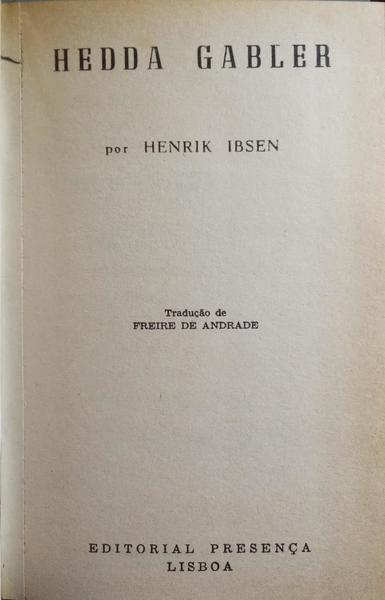 HEDDA GABLER
por HENRIK IBSEN
Tradução de
FREIRE DE ANDRADE
EDITORIAL PRESENÇA
LISBOA